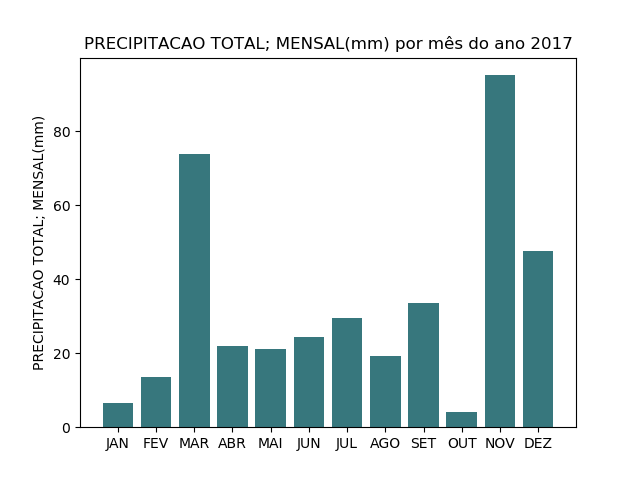 PRECIPITACAO TOTAL; MENSAL(mm) por mês do ano 2017
PRECIPITACAO TOTAL; MENSAL(mm)
80
60
40
20
0
JAN FEV MAR ABR MAI JUN JUL AGO SET OUT NOV DEZ